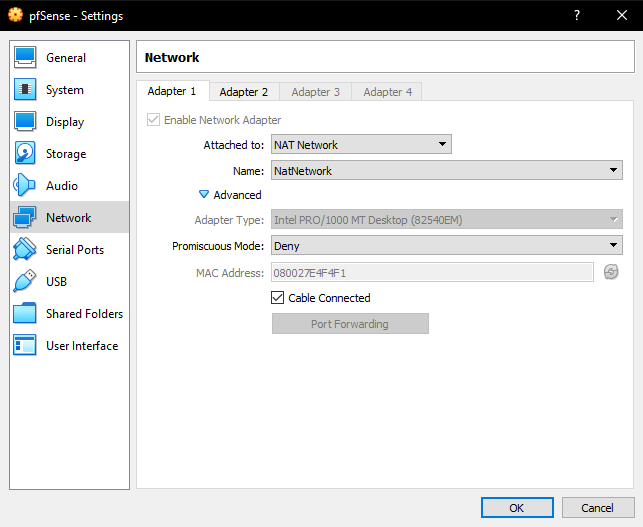 pfSense - Settings
?
General
System
Display
Storage
Audio
Network
Serial Ports
USB
Shared Folders
User Interface
Network
Adapter 1 Adapter 2 Adapter 3 Adapter 4
Enable Network Adapter
Attached to: NAT Network
Name: NatNetwork
Advanced
Adapter Type: Intel PRO/1000 MT Desktop (82540EM)
Promiscuous Mode: Deny
MAC Address: 080027E4F4F1
Cable Connected
Port Forwarding
OK Cancel